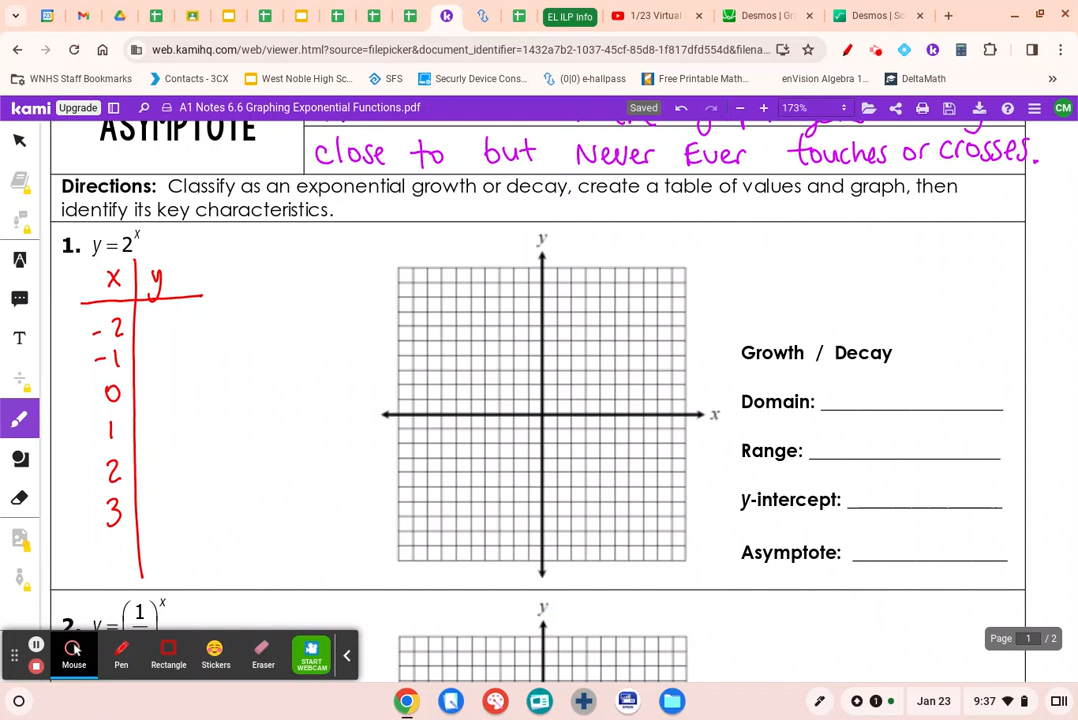 EL ILP Info
1/23 Virtual
Desmos | Gr
Desmos | Sc
web.kamihq.com/web/viewer.html?source=filepicker&document_identifier=1432a7b2-1037-45cf-85d8-1f817dfd554d&filena...
WNHS Staff Bookmarks
Contacts - 3CX
West Noble High Sc...
SFS
Securly Device Cons...
(0|0) e-hallpass
Free Printable Math...
enVision Algebra 1...
DeltaMath
kami
Upgrade
A1 Notes 6.6 Graphing Exponential Functions.pdf
Saved
173%
CM
ASYMPTOTE
close to but Never Ever touches or crosses.
Directions: Classify as an exponential growth or decay, create a table of values and graph, then
identify its key characteristics.
1. y = 2^x
x y
-2
-1
0
1
2
3
y
x
Growth / Decay
Domain: ____________
Range: ____________
y-intercept: ____________
Asymptote: ____________
2. y = (1
x
y
Mouse
Pen
Rectangle
Stickers
Eraser
START WEBCAM
Page 1 / 2
1
Jan 23
9:37